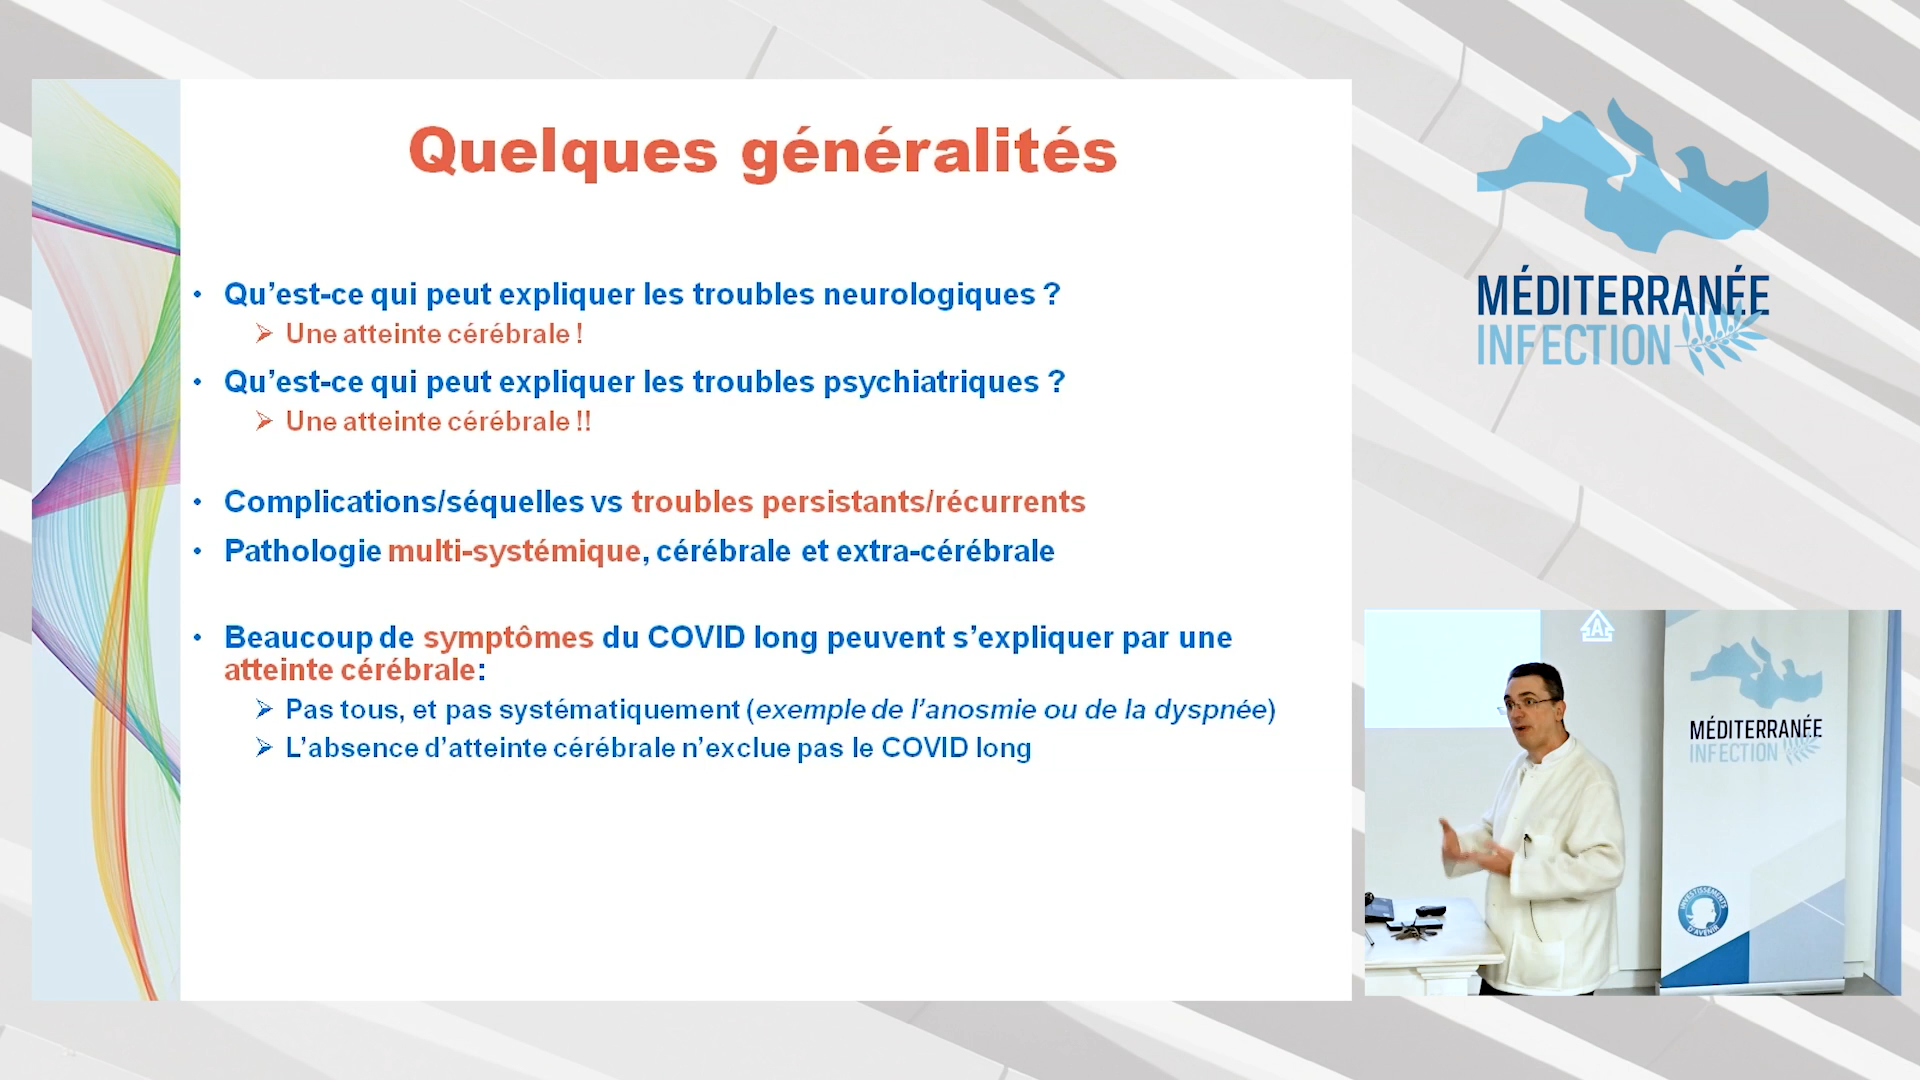 Quelques généralités
• Qu’est-ce qui peut expliquer les troubles neurologiques ?
➢ Une atteinte cérébrale !
• Qu’est-ce qui peut expliquer les troubles psychiatriques ?
➢ Une atteinte cérébrale !!
• Complications/séquelles vs troubles persistants/récurrents
• Pathologie multi-systémique, cérébrale et extra-cérébrale
• Beaucoup de symptômes du COVID long peuvent s’expliquer par une
atteinte cérébrale:
➢ Pas tous, et pas systématiquement (exemple de l’anosmie ou de la dyspnée)
➢ L’absence d’atteinte cérébrale n’exclue pas le COVID long
MÉDITERRANÉE
INFECTION
A
MÉDITERRANÉE
INFECTION
INVESTISSEMENTS
D'AVENIR